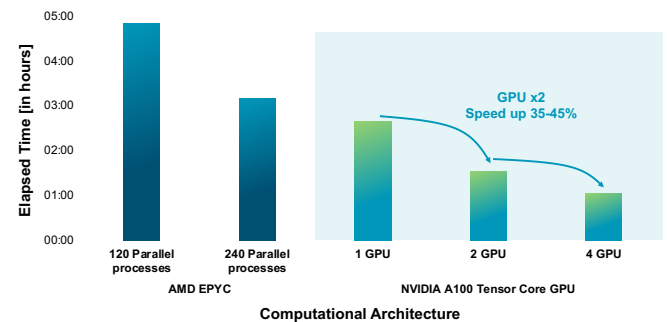 05:00
04:00
03:00
02:00
01:00
00:00
Elapsed Time [in hours]
GPU x2
Speed up 35-45%
120 Parallel
processes
240 Parallel
processes
1 GPU
2 GPU
4 GPU
AMD EPYC
NVIDIA A100 Tensor Core GPU
Computational Architecture